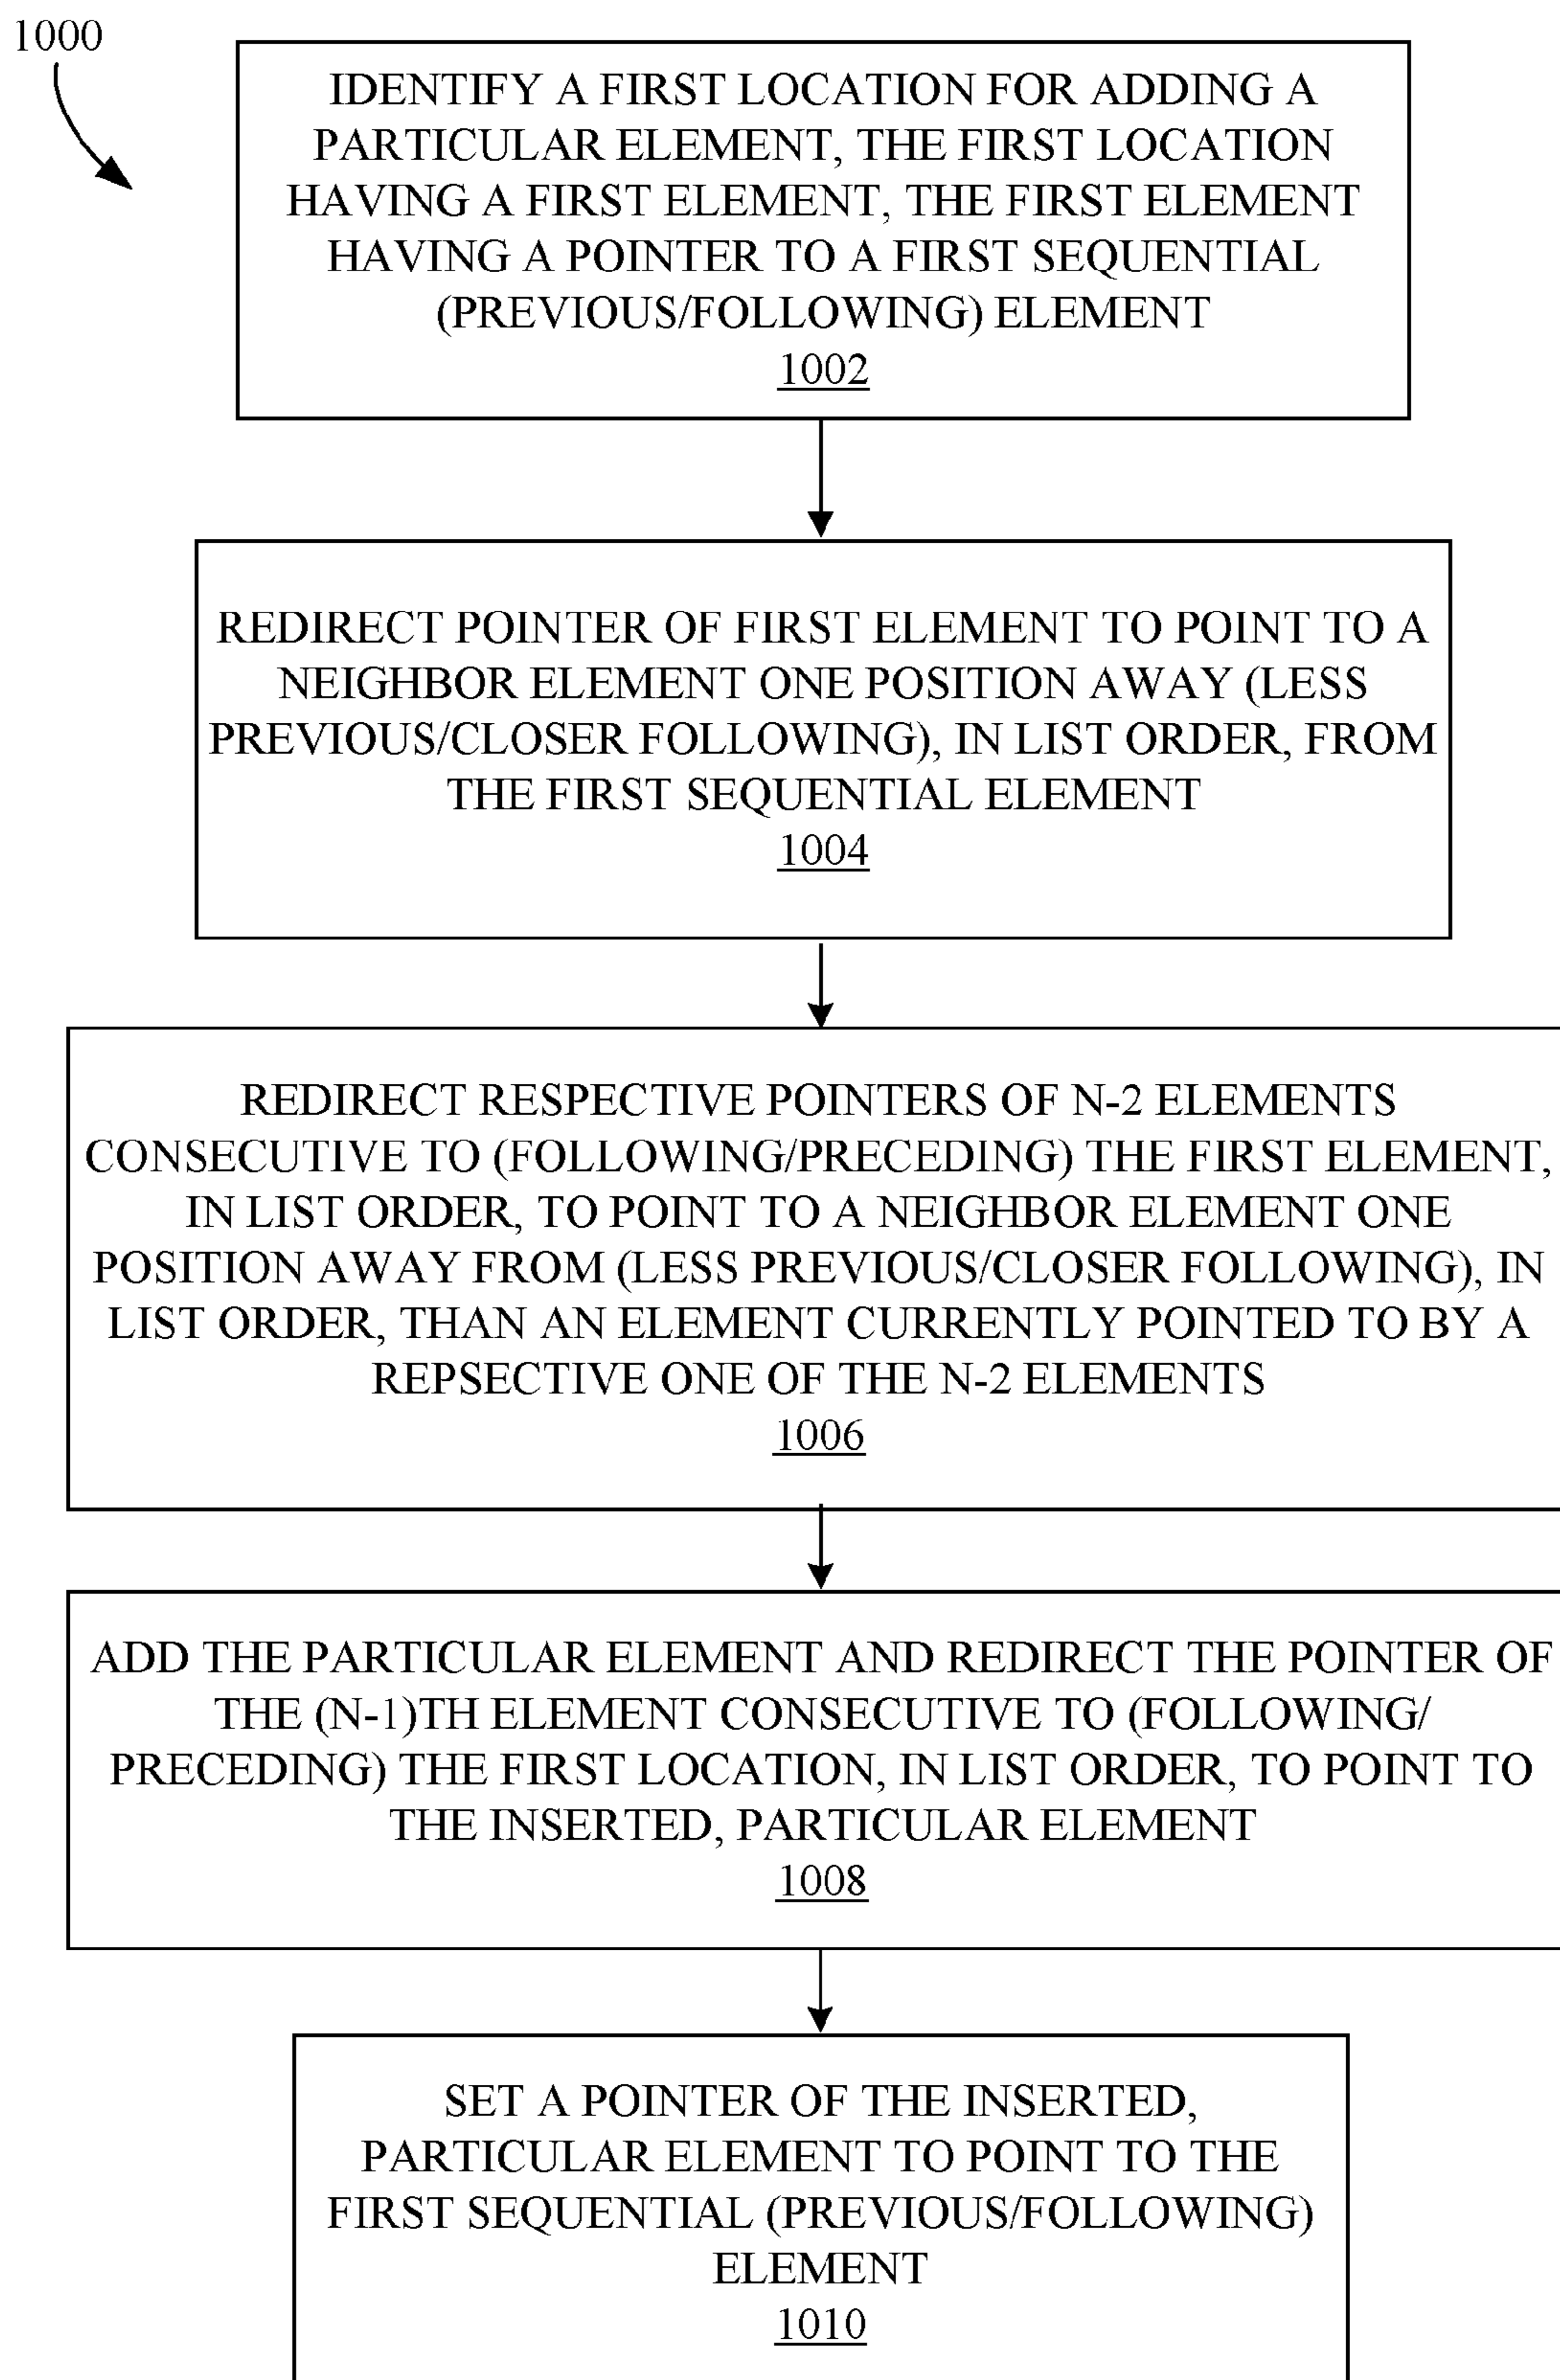 1000
IDENTIFY A FIRST LOCATION FOR ADDING A
PARTICULAR ELEMENT, THE FIRST LOCATION
HAVING A FIRST ELEMENT, THE FIRST ELEMENT
HAVING A POINTER TO A FIRST SEQUENTIAL
(PREVIOUS/FOLLOWING) ELEMENT
1002
REDIRECT POINTER OF FIRST ELEMENT TO POINT TO A
NEIGHBOR ELEMENT ONE POSITION AWAY (LESS
PREVIOUS/CLOSER FOLLOWING), IN LIST ORDER, FROM
THE FIRST SEQUENTIAL ELEMENT
1004
REDIRECT RESPECTIVE POINTERS OF N-2 ELEMENTS
CONSECUTIVE TO (FOLLOWING/PRECEDING) THE FIRST ELEMENT,
IN LIST ORDER, TO POINT TO A NEIGHBOR ELEMENT ONE
POSITION AWAY FROM (LESS PREVIOUS/CLOSER FOLLOWING), IN
LIST ORDER, THAN AN ELEMENT CURRENTLY POINTED TO BY A
REPSECTIVE ONE OF THE N-2 ELEMENTS
1006
ADD THE PARTICULAR ELEMENT AND REDIRECT THE POINTER OF
THE (N-1)TH ELEMENT CONSECUTIVE TO (FOLLOWING/
PRECEDING) THE FIRST LOCATION, IN LIST ORDER, TO POINT TO
THE INSERTED, PARTICULAR ELEMENT
1008
SET A POINTER OF THE INSERTED,
PARTICULAR ELEMENT TO POINT TO THE
FIRST SEQUENTIAL (PREVIOUS/FOLLOWING)
ELEMENT
1010